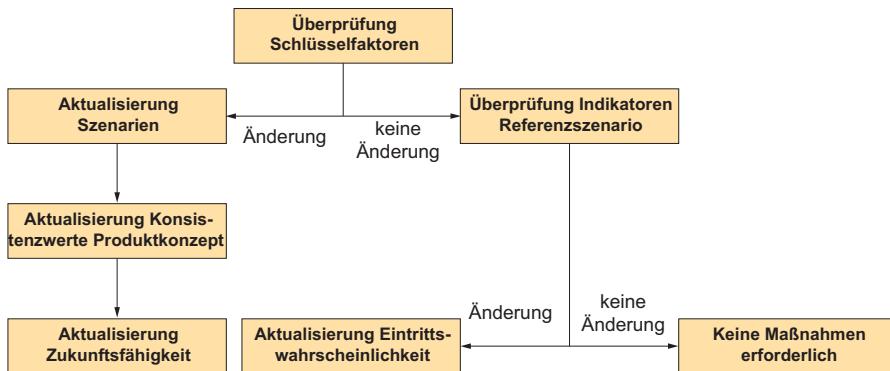 Überprüfung
Schlüsselfaktoren
Aktualisierung
Szenarien
Änderung
keine
Änderung
Überprüfung Indikatoren
Referenzszenario
Aktualisierung Konsis-
tenzwerte Produktkonzept
Änderung
keine
Änderung
Aktualisierung
Zukunftsfähigkeit
Aktualisierung Eintritts-
wahrscheinlichkeit
Keine Maßnahmen
erforderlich